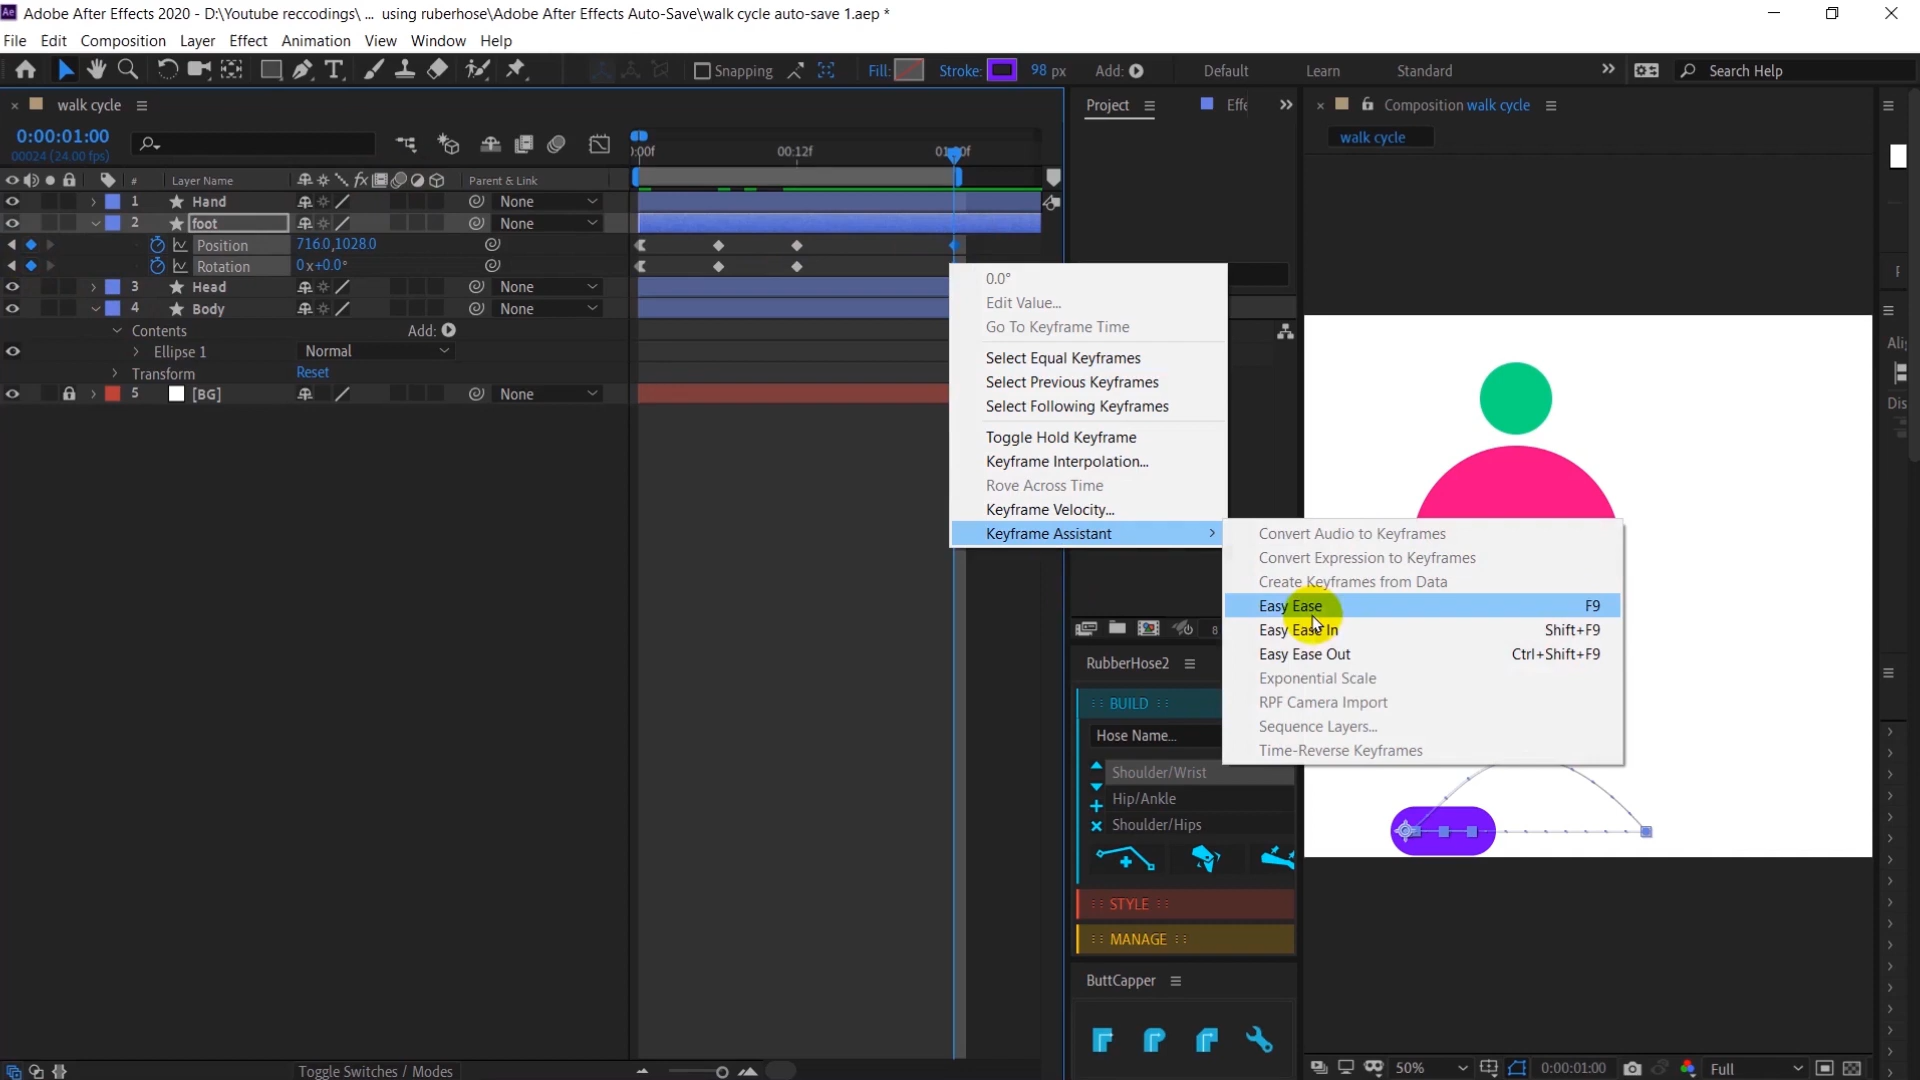 Adobe After Effects 2020 - D:\Youtube reccodings\ ... using ruberhose\Adobe After Effects Auto-Save\walk cycle auto-save 1.aep *
File Edit Composition Layer Effect Animation View Window Help
Snapping Fill: Stroke: 98 px Add: Default Learn Standard Search Help
walk cycle
Project
Composition walk cycle
0:00:01:00
00024 (24.00 fps)
walk cycle
00:12f
# Layer Name fx Parent & Link
1 Hand None
2 foot None
Position 716.0,1028.0
Rotation 0x+0.0°
3 Head None
4 Body None
Contents Add:
Ellipse 1 Normal
Transform Reset
5 [BG] None
0.0°
Edit Value...
Go To Keyframe Time
Select Equal Keyframes
Select Previous Keyframes
Select Following Keyframes
Toggle Hold Keyframe
Keyframe Interpolation...
Rove Across Time
Keyframe Velocity...
Keyframe Assistant
Convert Audio to Keyframes
Convert Expression to Keyframes
Create Keyframes from Data
Easy Ease F9
Easy Ease In Shift+F9
Easy Ease Out Ctrl+Shift+F9
Exponential Scale
RPF Camera Import
Sequence Layers...
Time-Reverse Keyframes
8
RubberHose2
BUILD
Hose Name...
Shoulder/Wrist
Hip/Ankle
Shoulder/Hips
STYLE
MANAGE
ButtCapper
Toggle Switches / Modes
50% 0:00:01:00 Full